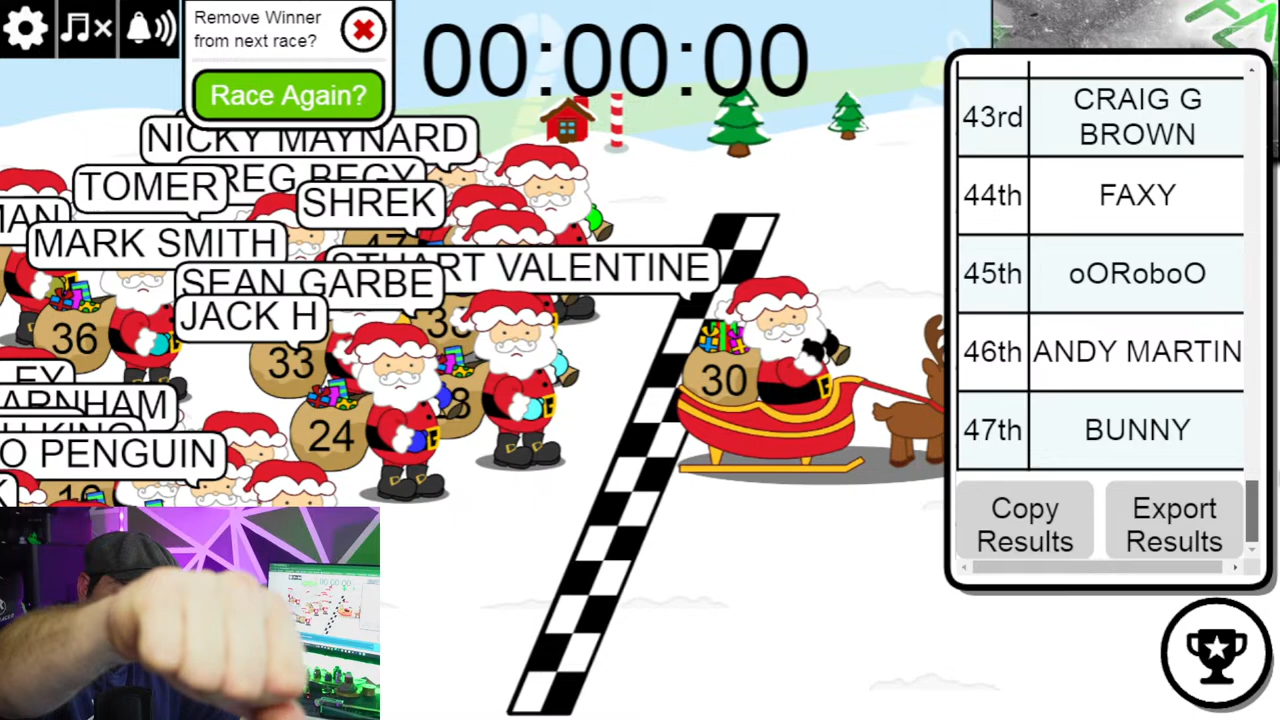 Remove Winner
from next race?
Race Again?
00:00:00
NICKY MAYNARD
TOMER
SHREK
MARK SMITH
STUART VALENTINE
SEAN GARBE
JACK H
36
33
30
24
PENGUIN
43rd
CRAIG G
BROWN
44th
FAXY
45th
oORoboO
46th
ANDY MARTIN
47th
BUNNY
Copy
Results
Export
Results